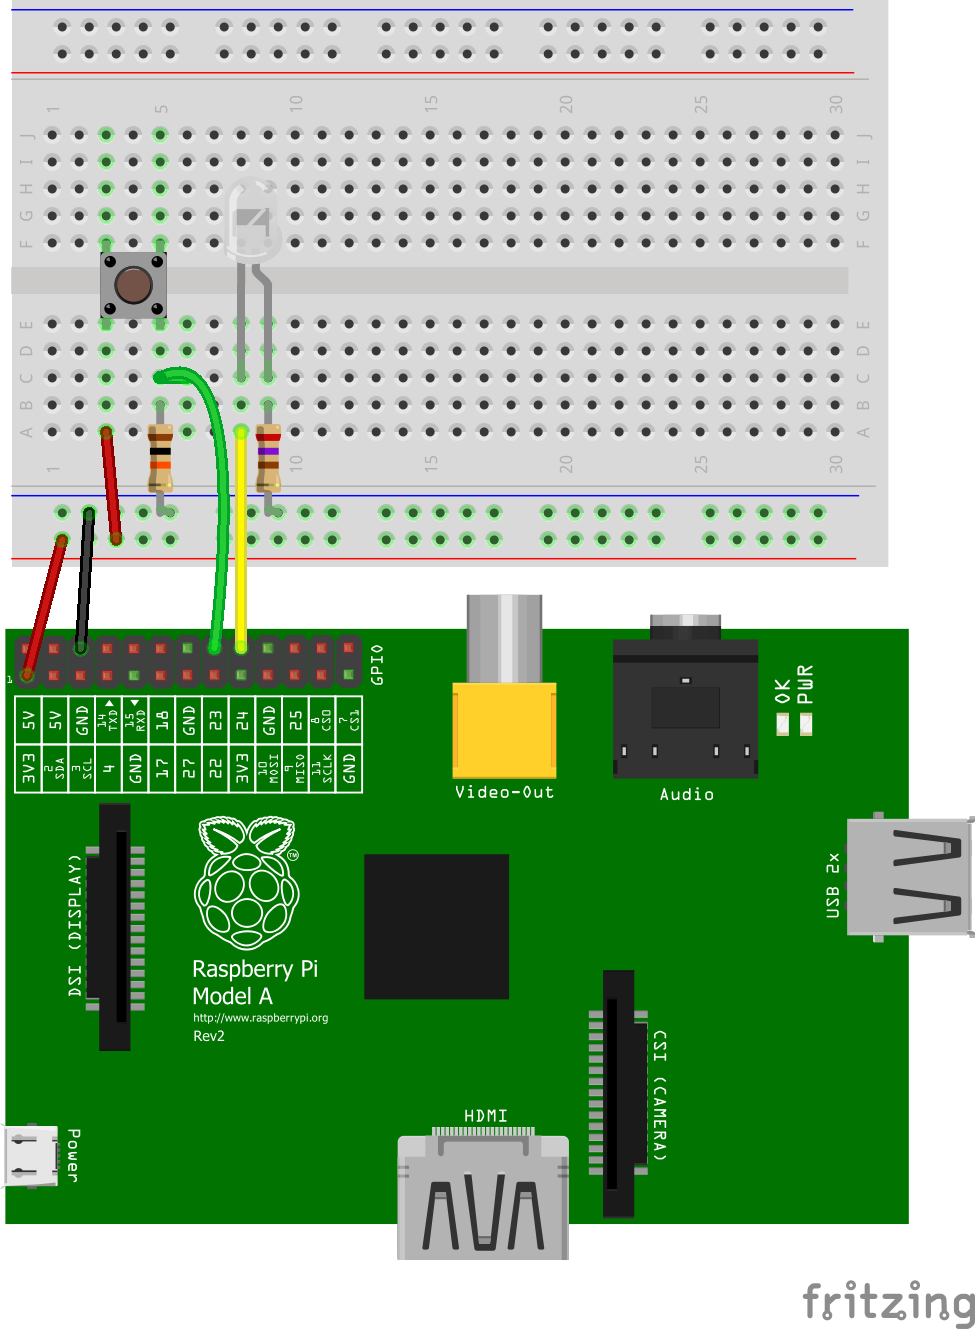 1 5 10 15 20 25 30
J J
I I
H H
G G
F F
E E
D D
C C
B B
A A
1 5 10 15 20 25 30
1
GPIO
5V 5V GND 14 TXD 15 RXD 18 GND 23 24 GND 25 8 CS0 7 CS1
3V3 2 SDA 3 SCL 4 GND 17 27 22 3V3 10 MOSI 9 MISO 11 SCLK GND
OK PWR
Video-Out
Audio
USB 2x
DSI (DISPLAY)
TM
Raspberry Pi
Model A
http://www.raspberrypi.org
Rev2
CSI (CAMERA)
HDMI
Power
fritzing